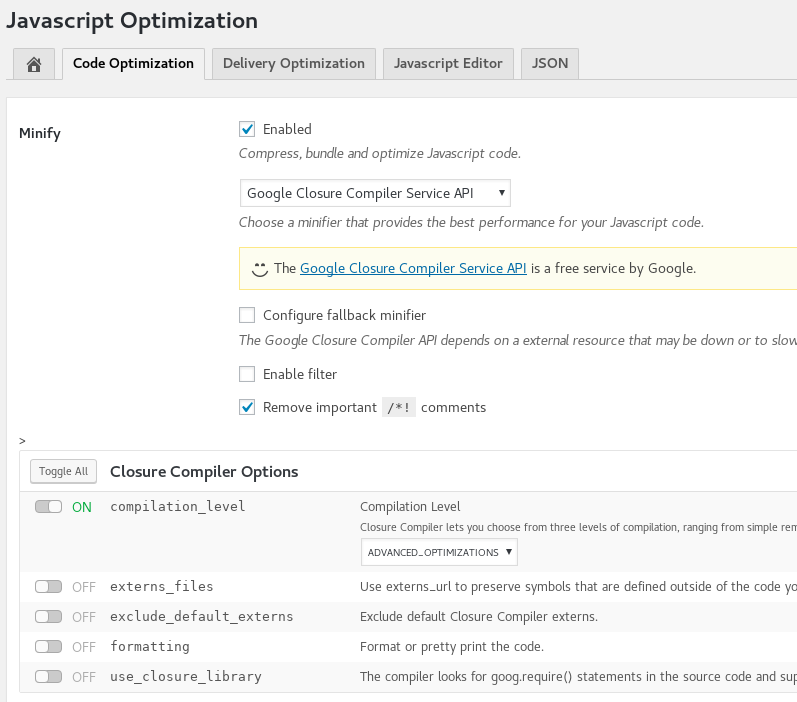 Javascript Optimization
Code Optimization Delivery Optimization Javascript Editor JSON
Minify
Enabled
Compress, bundle and optimize Javascript code.
Google Closure Compiler Service API
Choose a minifier that provides the best performance for your Javascript code.
The Google Closure Compiler Service API is a free service by Google.
Configure fallback minifier
The Google Closure Compiler API depends on a external resource that may be down or to slow
Enable filter
Remove important /*! comments
>
Toggle All Closure Compiler Options
ON compilation_level Compilation Level
Closure Compiler lets you choose from three levels of compilation, ranging from simple rem
ADVANCED_OPTIMIZATIONS
OFF externs_files Use externs_url to preserve symbols that are defined outside of the code yo
OFF exclude_default_externs Exclude default Closure Compiler externs.
OFF formatting Format or pretty print the code.
OFF use_closure_library The compiler looks for goog.require() statements in the source code and sup